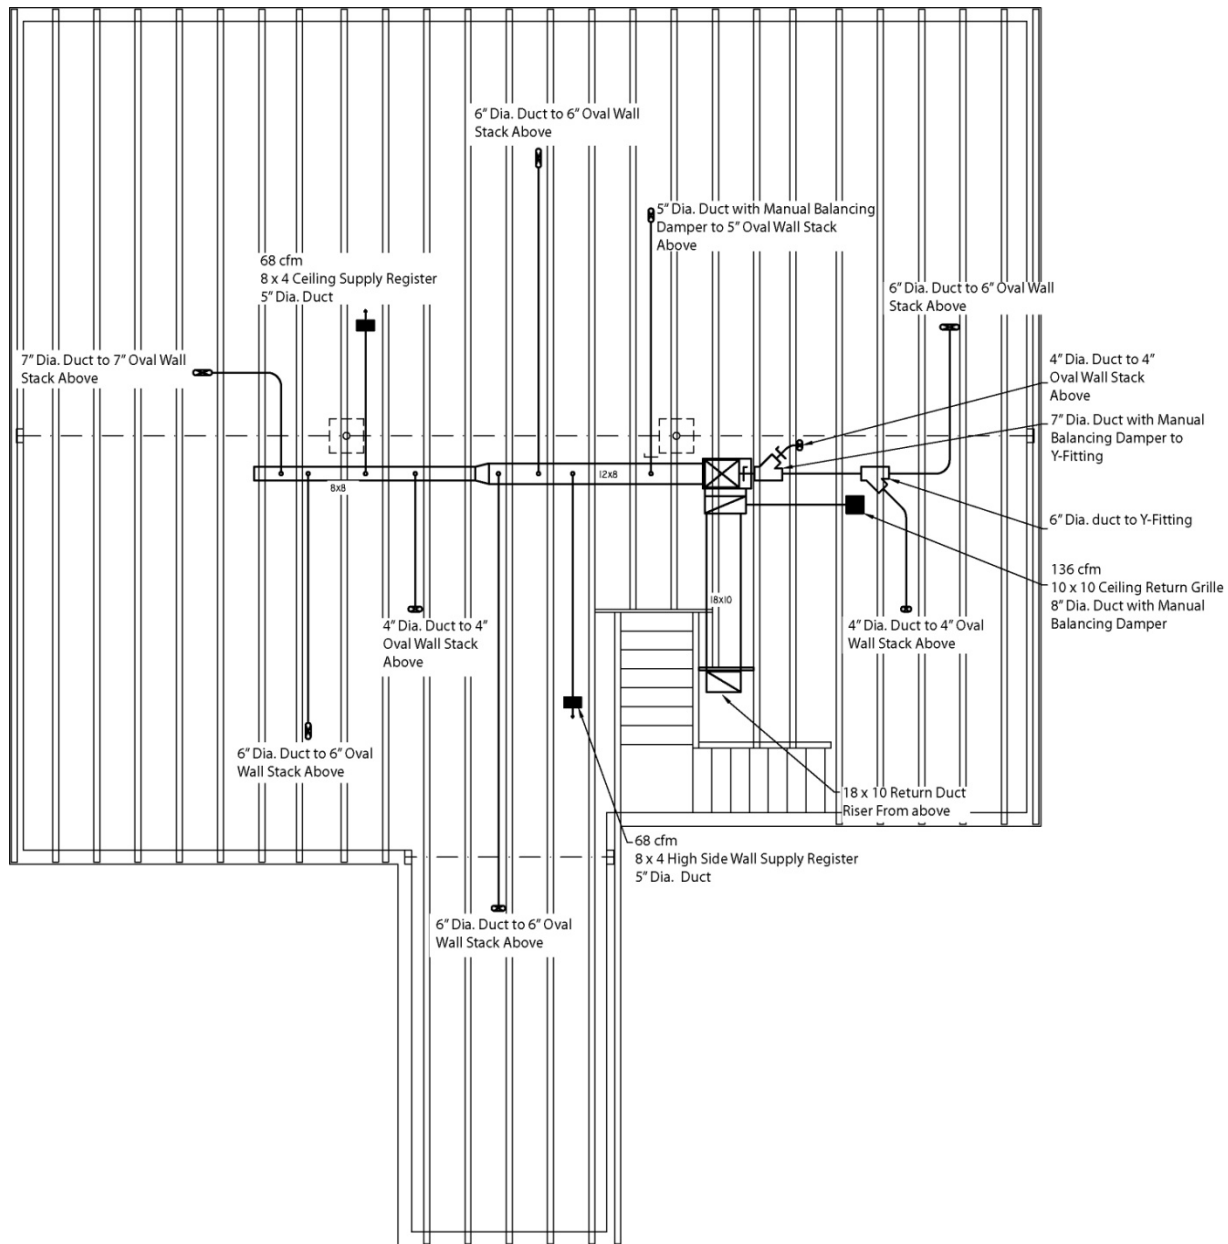 6" Dia. Duct to 6" Oval Wall
Stack Above
5" Dia. Duct with Manual Balancing
Damper to 5" Oval Wall Stack
Above
68 cfm
8 x 4 Ceiling Supply Register
5" Dia. Duct
6" Dia. Duct to 6" Oval Wall
Stack Above
7" Dia. Duct to 7" Oval Wall
Stack Above
4" Dia. Duct to 4"
Oval Wall Stack
Above
7" Dia. Duct with Manual
Balancing Damper to
Y-Fitting
8x8
12x8
6" Dia. duct to Y-Fitting
136 cfm
10 x 10 Ceiling Return Grille
8" Dia. Duct with Manual
Balancing Damper
18x10
4" Dia. Duct to 4"
Oval Wall Stack
Above
4" Dia. Duct to 4" Oval
Wall Stack Above
6" Dia. Duct to 6" Oval
Wall Stack Above
18 x 10 Return Duct
Riser From above
68 cfm
8 x 4 High Side Wall Supply Register
5" Dia. Duct
6" Dia. Duct to 6" Oval
Wall Stack Above